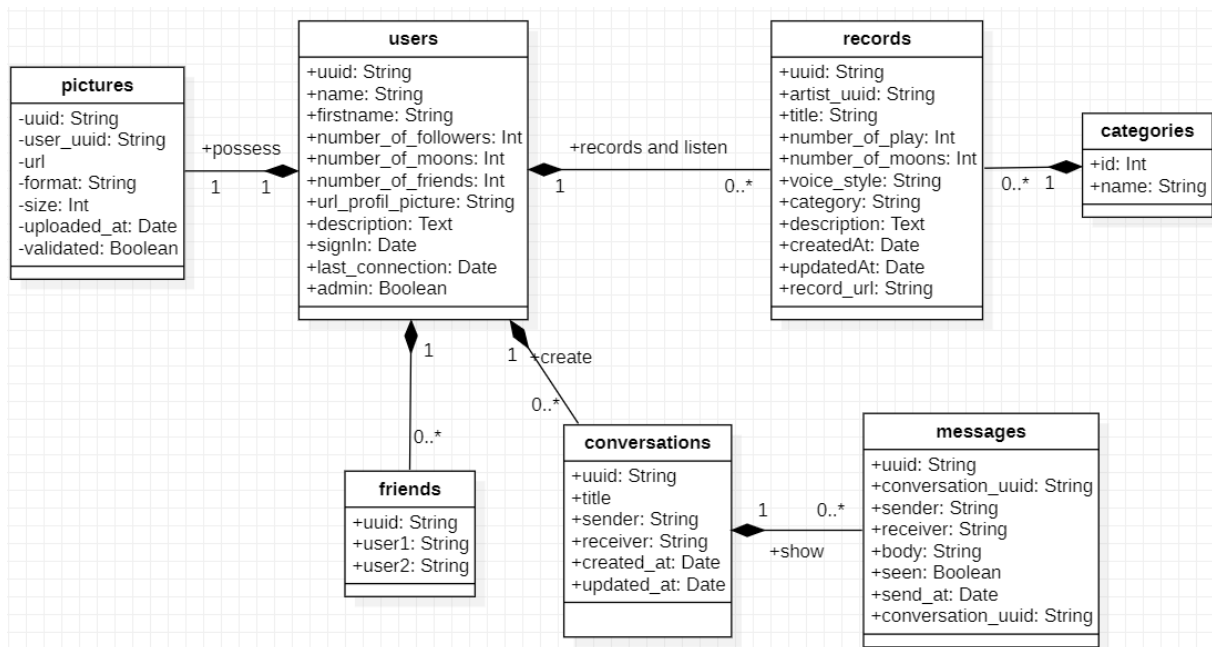 pictures
-uuid: String
-user_uuid: String
-url
-format: String
-size: Int
-uploaded_at: Date
-validated: Boolean
+possess
1
1
users
+uuid: String
+name: String
+firstname: String
+number_of_followers: Int
+number_of_moons: Int
+number_of_friends: Int
+url_profil_picture: String
+description: Text
+signIn: Date
+last_connection: Date
+admin: Boolean
+records and listen
1
0..*
records
+uuid: String
+artist_uuid: String
+title: String
+number_of_play: Int
+number_of_moons: Int
+voice_style: String
+category: String
+description: Text
+createdAt: Date
+updatedAt: Date
+record_url: String
0..*
1
categories
+id: Int
+name: String
1
0..*
friends
+uuid: String
+user1: String
+user2: String
1
+create
0..*
conversations
+uuid: String
+title
+sender: String
+receiver: String
+created_at: Date
+updated_at: Date
1
0..*
+show
messages
+uuid: String
+conversation_uuid: String
+sender: String
+receiver: String
+body: String
+seen: Boolean
+send_at: Date
+conversation_uuid: String